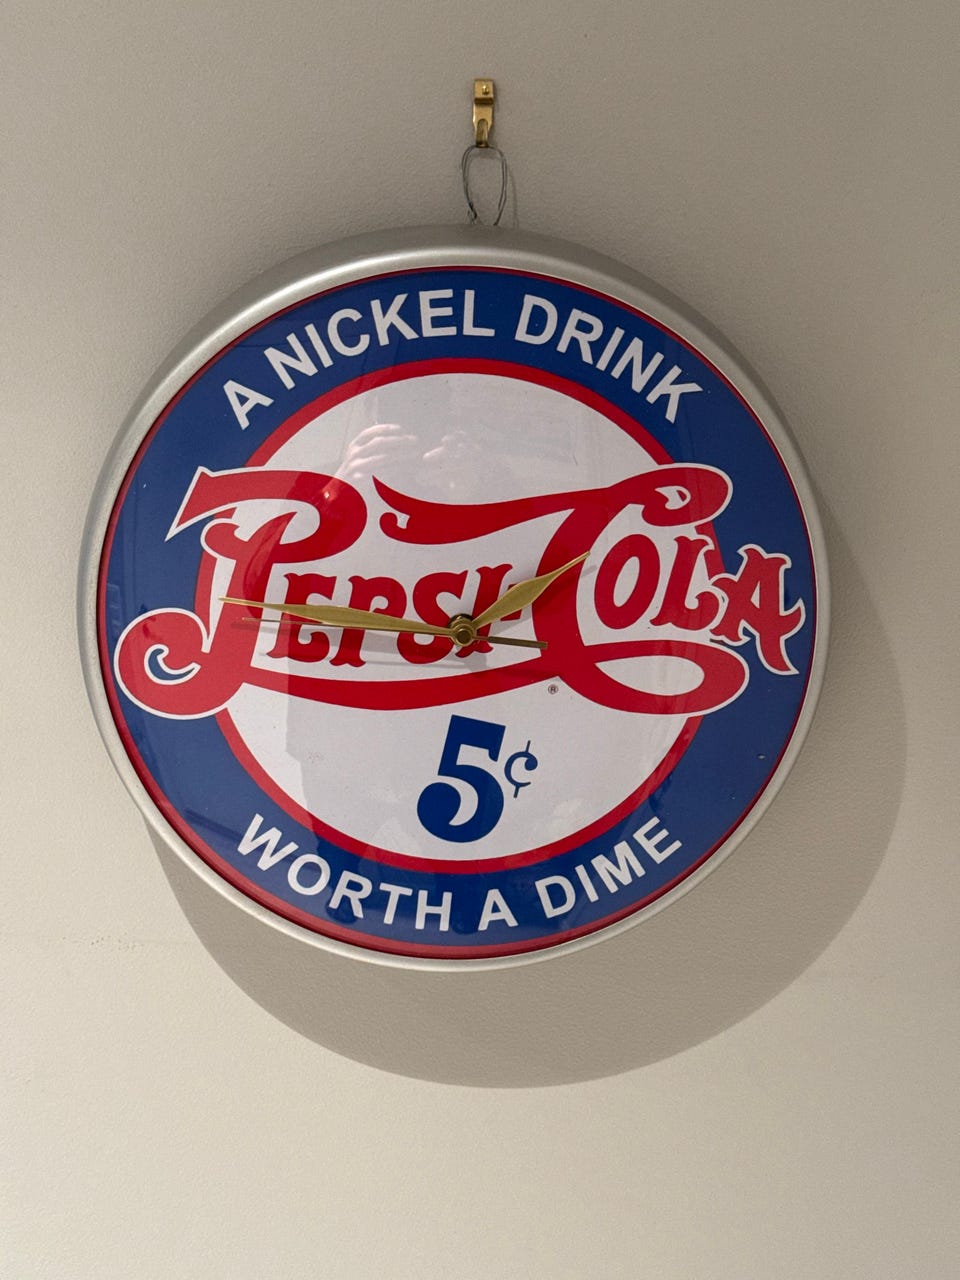 A NICKEL DRINK
PEPSI-COLA
®
5¢
WORTH A DIME